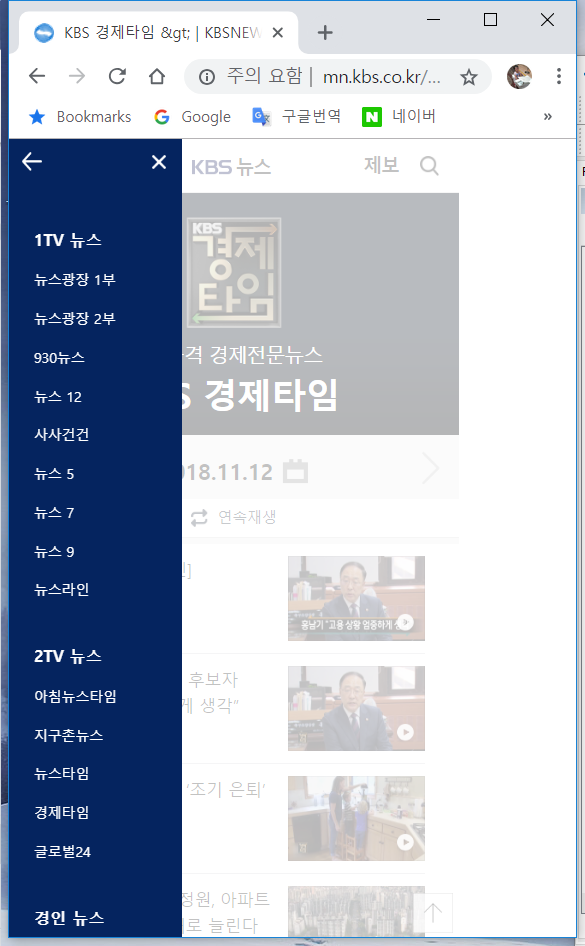 KBS 경제타임 &gt; | KBSNEW
주의 요함 | mn.kbs.co.kr/...
Bookmarks Google 구글번역 네이버 »
KBS 뉴스 제보
1TV 뉴스
뉴스광장 1부
뉴스광장 2부
930뉴스
뉴스 12
사사건건
뉴스 5
뉴스 7
뉴스 9
뉴스라인
2TV 뉴스
아침뉴스타임
지구촌뉴스
뉴스타임
경제타임
글로벌24
경인 뉴스
KBS
경제
타임
격 경제전문뉴스
S 경제타임
018.11.12
연속재생
]
홍남기 "고용 상황 엄중하게
후보자
게 생각"
'조기 은퇴'
정원, 아파트
로 늘린다